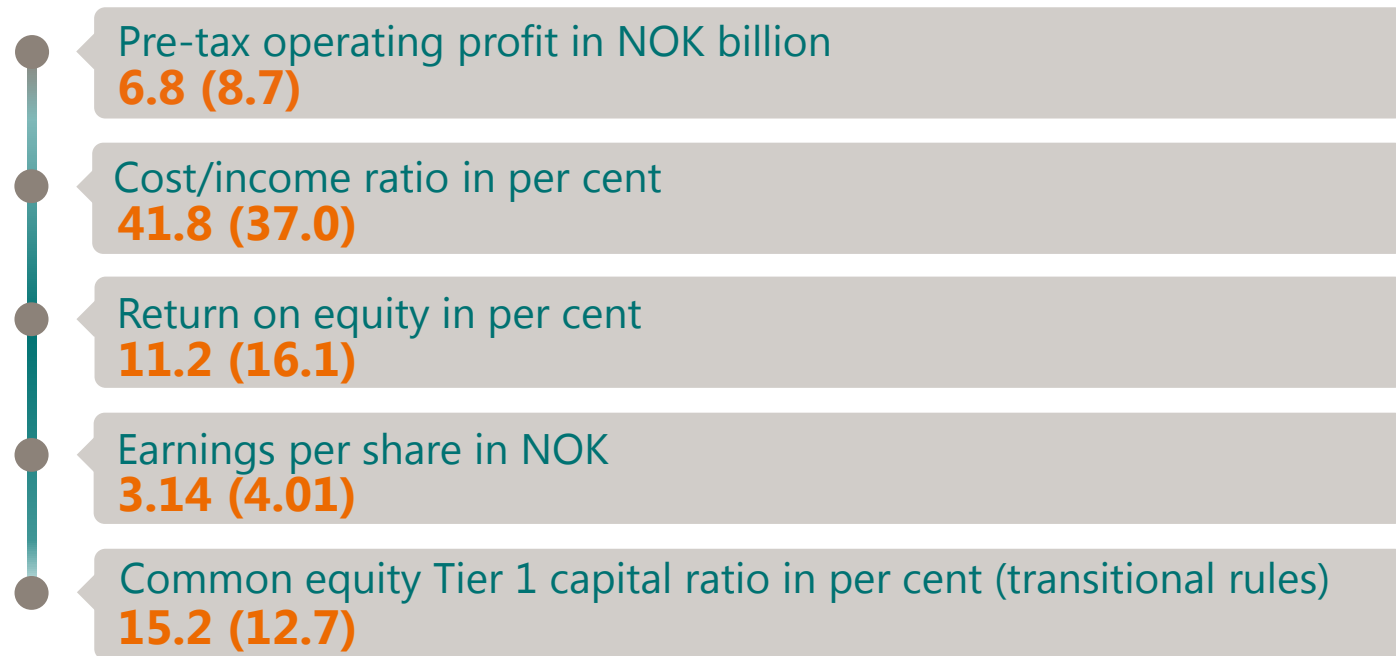 Pre-tax operating profit in NOK billion
6.8 (8.7)
Cost/income ratio in per cent
41.8 (37.0)
Return on equity in per cent
11.2 (16.1)
Earnings per share in NOK
3.14 (4.01)
Common equity Tier 1 capital ratio in per cent (transitional rules)
15.2 (12.7)